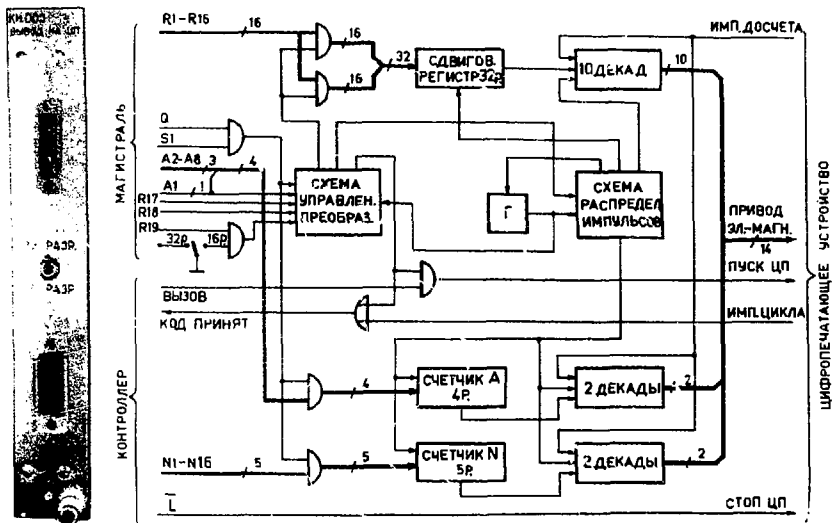 КИ.003
ВЫВОД НА ЦП
РАЗР.
РАЗР
МАГИСТРАЛЬ
КОНТРОЛЛЕР
R1-R16
16
16
16
32
СДВИГОВ.
РЕГИСТР 32р.
10 ДЕКАД
10
ИМП. ДОСЧЕТА
Q
S1
A2-A8
3
4
A1
1
R17
R18
R19
32р.
16р
СХЕМА
УПРАВЛЕН.
ПРЕОБРАЗ.
Г
СХЕМА
РАСПРЕДЕЛ
ИМПУЛЬСОВ
ПРИВОД
ЭЛ.-МАГН.
14
ПУСК ЦП
ВЫЗОВ
КОД ПРИНЯТ
ИМП. ЦИКЛА
4
СЧЕТЧИК А
4Р.
2 ДЕКАДЫ
2
N1-N16
5
5
СЧЕТЧИК N
5р.
2 ДЕКАДЫ
2
L
СТОП ЦП
ЦИФРОПЕЧАТАЮЩЕЕ УСТРОЙСТВО